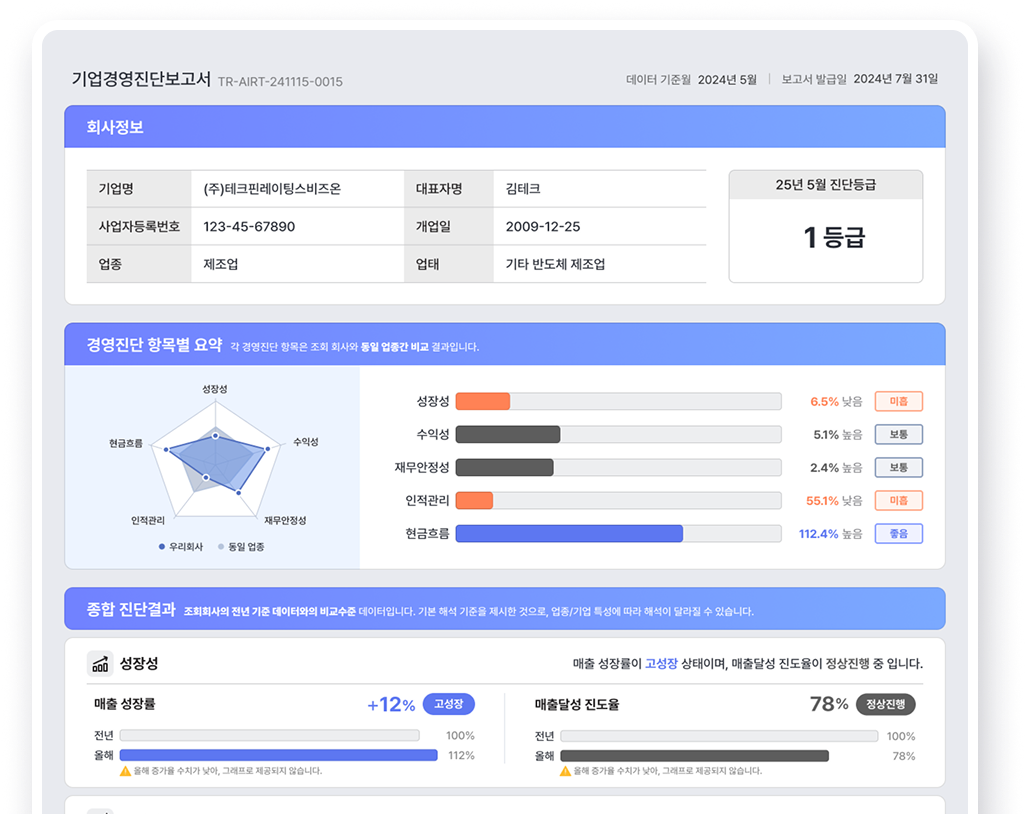 기업경영진단보고서 TR-AIRT-241115-0015 데이터 기준월 2024년 5월 | 보고서 발급일 2024년 7월 31일
회사정보
기업명 (주)테크핀레이팅스비즈온 대표자명 김테크
사업자등록번호 123-45-67890 개업일 2009-12-25
업종 제조업 업태 기타 반도체 제조업
25년 5월 진단등급
1등급
경영진단 항목별 요약 각 경영진단 항목은 조회 회사와 동일 업종간 비교 결과입니다.
성장성
수익성
재무안정성
인적관리
현금흐름
우리회사 동일 업종
성장성 6.5% 낮음 미흡
수익성 5.1% 높음 보통
재무안정성 2.4% 높음 보통
인적관리 55.1% 낮음 미흡
현금흐름 112.4% 높음 좋음
종합 진단결과 조회회사의 전년 기준 데이터와의 비교수준 데이터입니다. 기본 해석 기준을 제시한 것으로, 업종/기업 특성에 따라 해석이 달라질 수 있습니다.
성장성 매출 성장률이 고성장 상태이며, 매출달성 진도율이 정상진행 중 입니다.
매출 성장률 +12% 고성장
전년 100%
올해 112%
올해 증가율 수치가 낮아, 그래프로 제공되지 않습니다.
매출달성 진도율 78% 정상진행
전년 100%
올해 78%
올해 증가율 수치가 낮아, 그래프로 제공되지 않습니다.